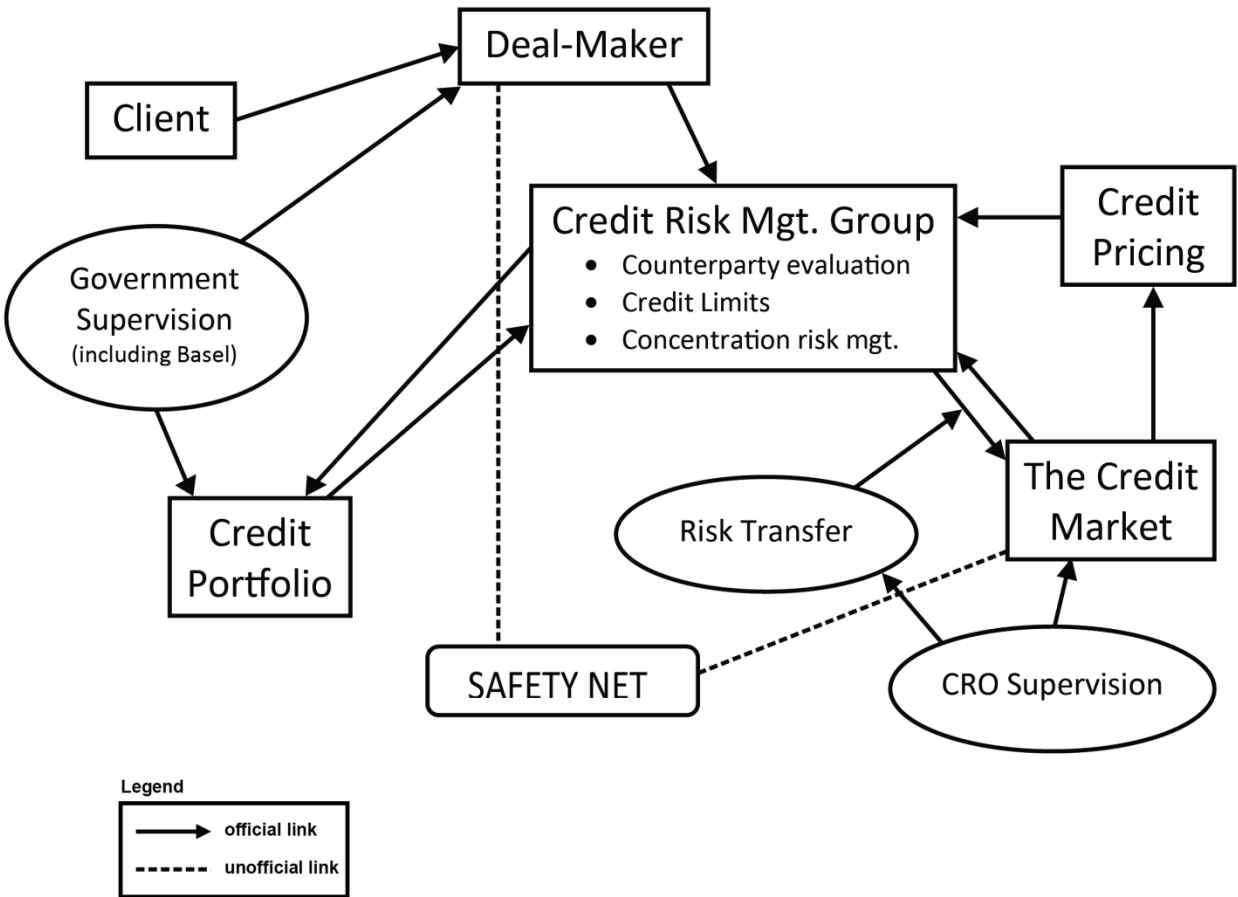 Deal-Maker
Client
Credit Risk Mgt. Group
• Counterparty evaluation
• Credit Limits
• Concentration risk mgt.
Credit
Pricing
Government
Supervision
(including Basel)
The Credit
Market
Risk Transfer
Credit
Portfolio
SAFETY NET
CRO Supervision
Legend
official link
unofficial link